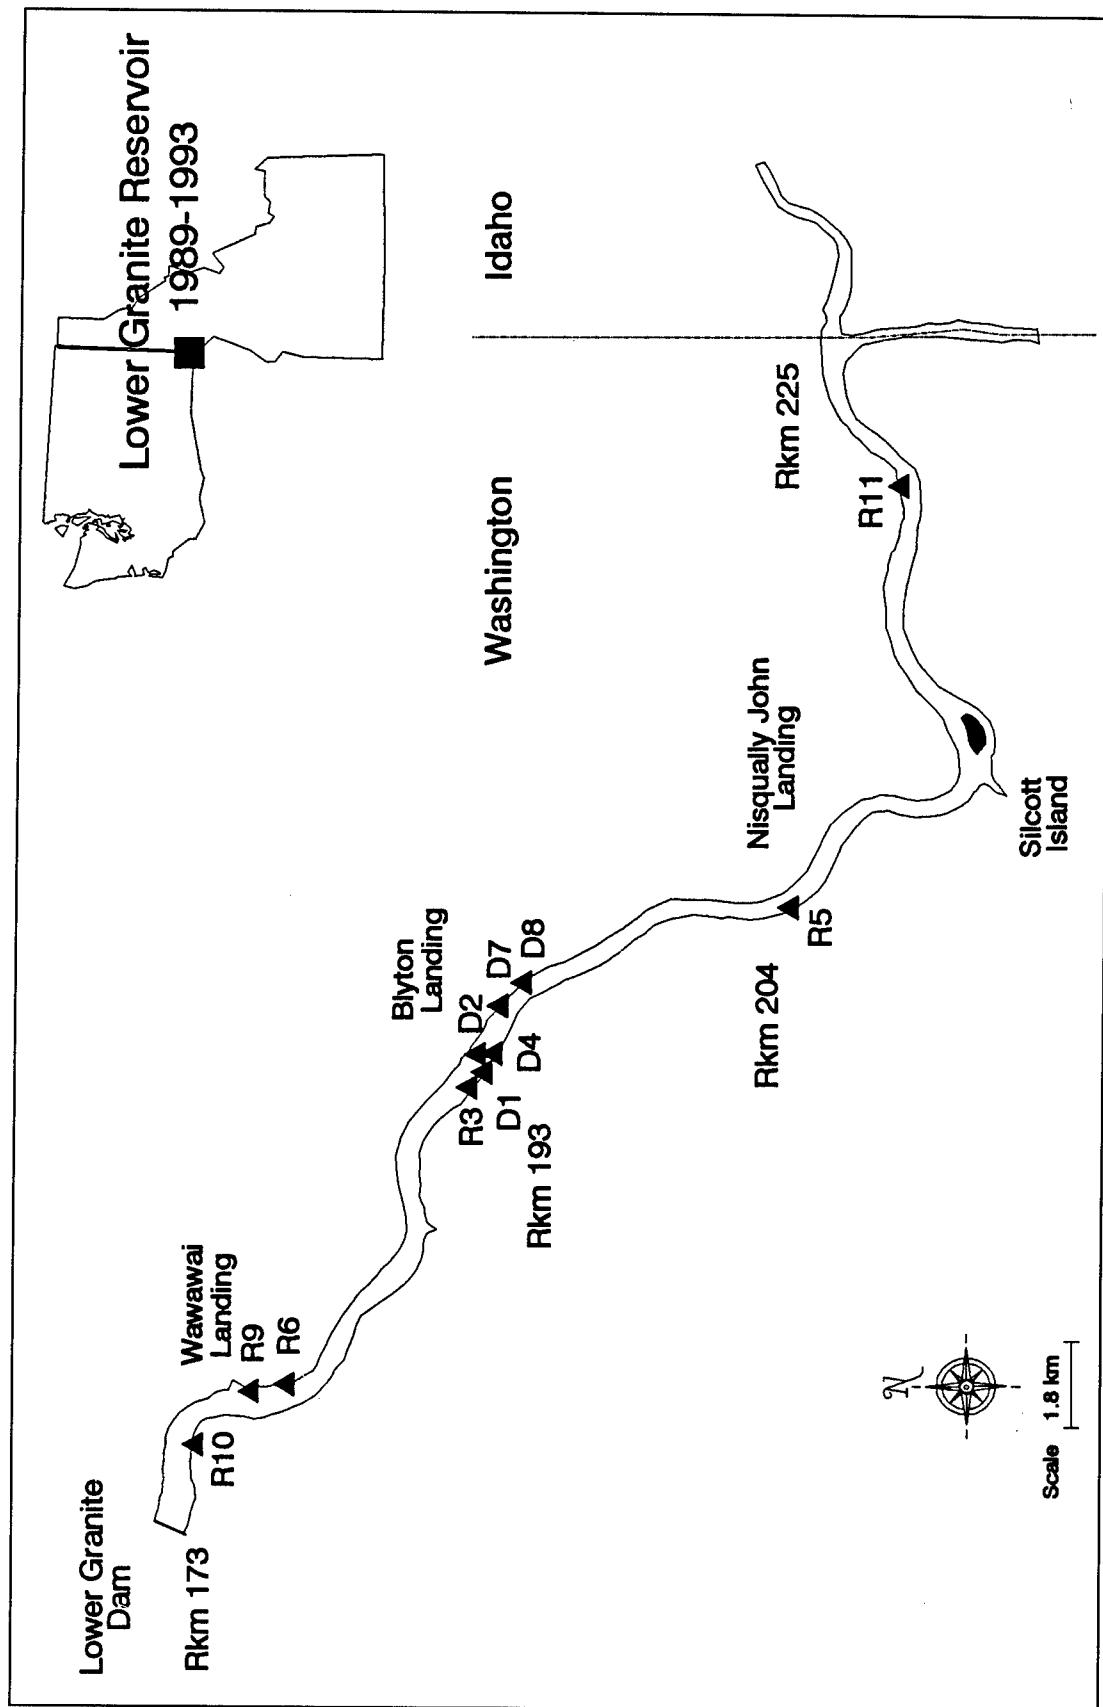 Lower Granite Reservoir
1989-1993
Lower Granite
Dam
Rkm 173
R10
Wawawai
Landing
R9
R6
Blyton
Landing
R3
D1
D2
D4
D7
D8
Rkm 193
Washington
Idaho
Nisqually John
Landing
Rkm 204
R5
Silcott
Island
Rkm 225
R11
N
Scale 1.8 km